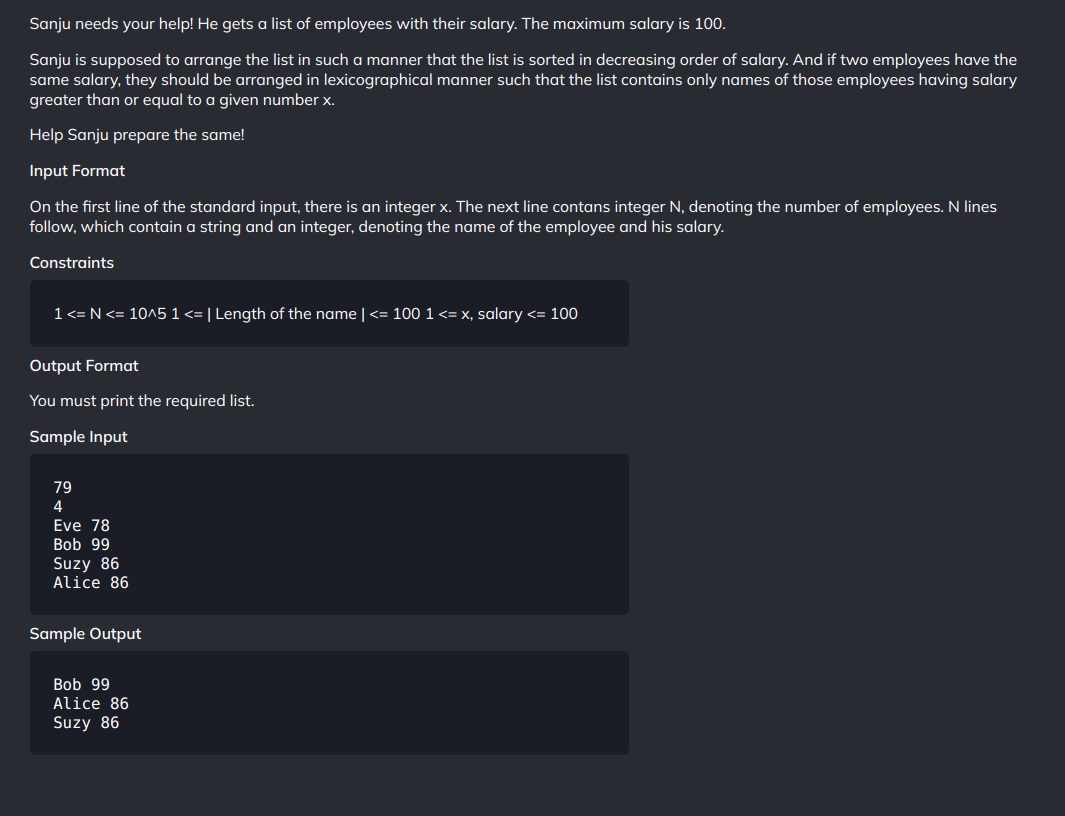 Sanju needs your help! He gets a list of employees with their salary. The maximum salary is 100.
Sanju is supposed to arrange the list in such a manner that the list is sorted in decreasing order of salary. And if two employees have the
same salary, they should be arranged in lexicographical manner such that the list contains only names of those employees having salary
greater than or equal to a given number x.
Help Sanju prepare the same!
Input Format
On the first line of the standard input, there is an integer x. The next line contans integer N, denoting the number of employees. N lines
follow, which contain a string and an integer, denoting the name of the employee and his salary.
Constraints
1 <= N <= 10^5 1 <= | Length of the name | <= 100 1 <= x, salary <= 100
Output Format
You must print the required list.
Sample Input
79
4
Eve 78
Bob 99
Suzy 86
Alice 86
Sample Output
Bob 99
Alice 86
Suzy 86